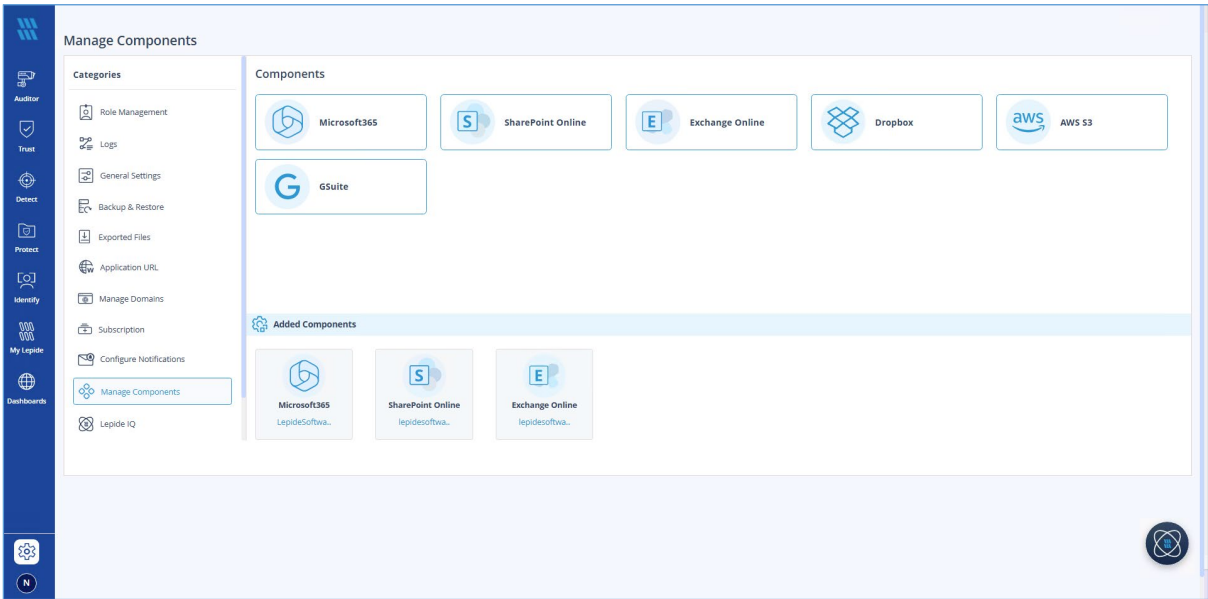 Manage Components
Auditor
Trust
Detect
Protect
Identify
My Lepide
Dashboards
N
Categories
Role Management
Logs
General Settings
Backup & Restore
Exported Files
Application URL
Manage Domains
Subscription
Configure Notifications
Manage Components
Lepide IQ
Components
Microsoft365
SharePoint Online
Exchange Online
Dropbox
aws AWS S3
GSuite
Added Components
Microsoft365
LepideSoftwa..
SharePoint Online
lepidesoftwa..
Exchange Online
lepidesoftwa..